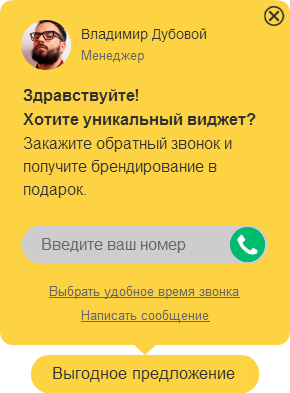 Владимир Дубовой
Менеджер
Здравствуйте!
Хотите уникальный виджет?
Закажите обратный звонок и
получите брендирование в
подарок.
Введите ваш номер
Выбрать удобное время звонка
Написать сообщение
Выгодное предложение